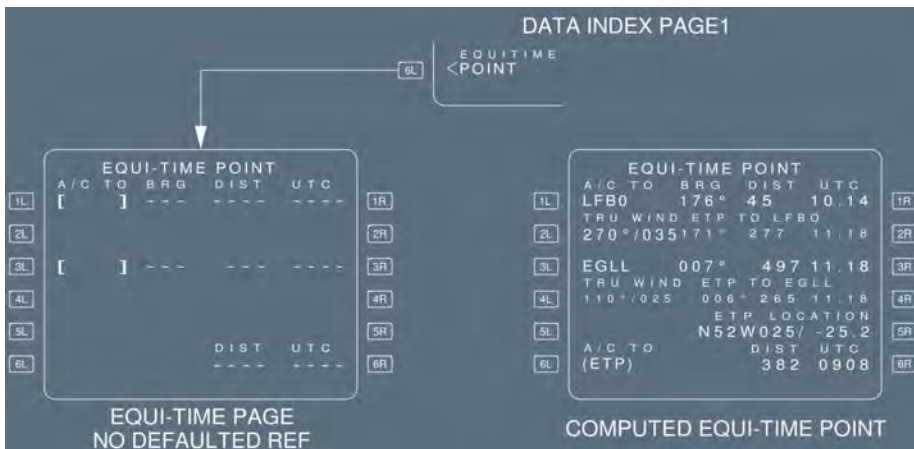 DATA INDEX PAGE1
EQUITIME
6L <POINT
EQUI-TIME POINT
A/C TO BRG DIST UTC
1L [ ] --- ---- ---- 1R
2L 2R
3L [ ] --- --- ---- 3R
4L 4R
5L 5R
DIST UTC
6L ---- ---- 6R
EQUI-TIME PAGE
NO DEFAULTED REF
EQUI-TIME POINT
A/C TO BRG DIST UTC
1L LFB0 176° 45 10.14 1R
TRU WIND ETP TO LFBO
2L 270°/035 171° 277 11.18 2R
3L EGLL 007° 497 11.18 3R
TRU WIND ETP TO EGLL
4L 110°/025 006° 265 11.18 4R
ETP LOCATION
5L N52W025/ -25.2 5R
A/C TO DIST UTC
6L (ETP) 382 0908 6R
COMPUTED EQUI-TIME POINT